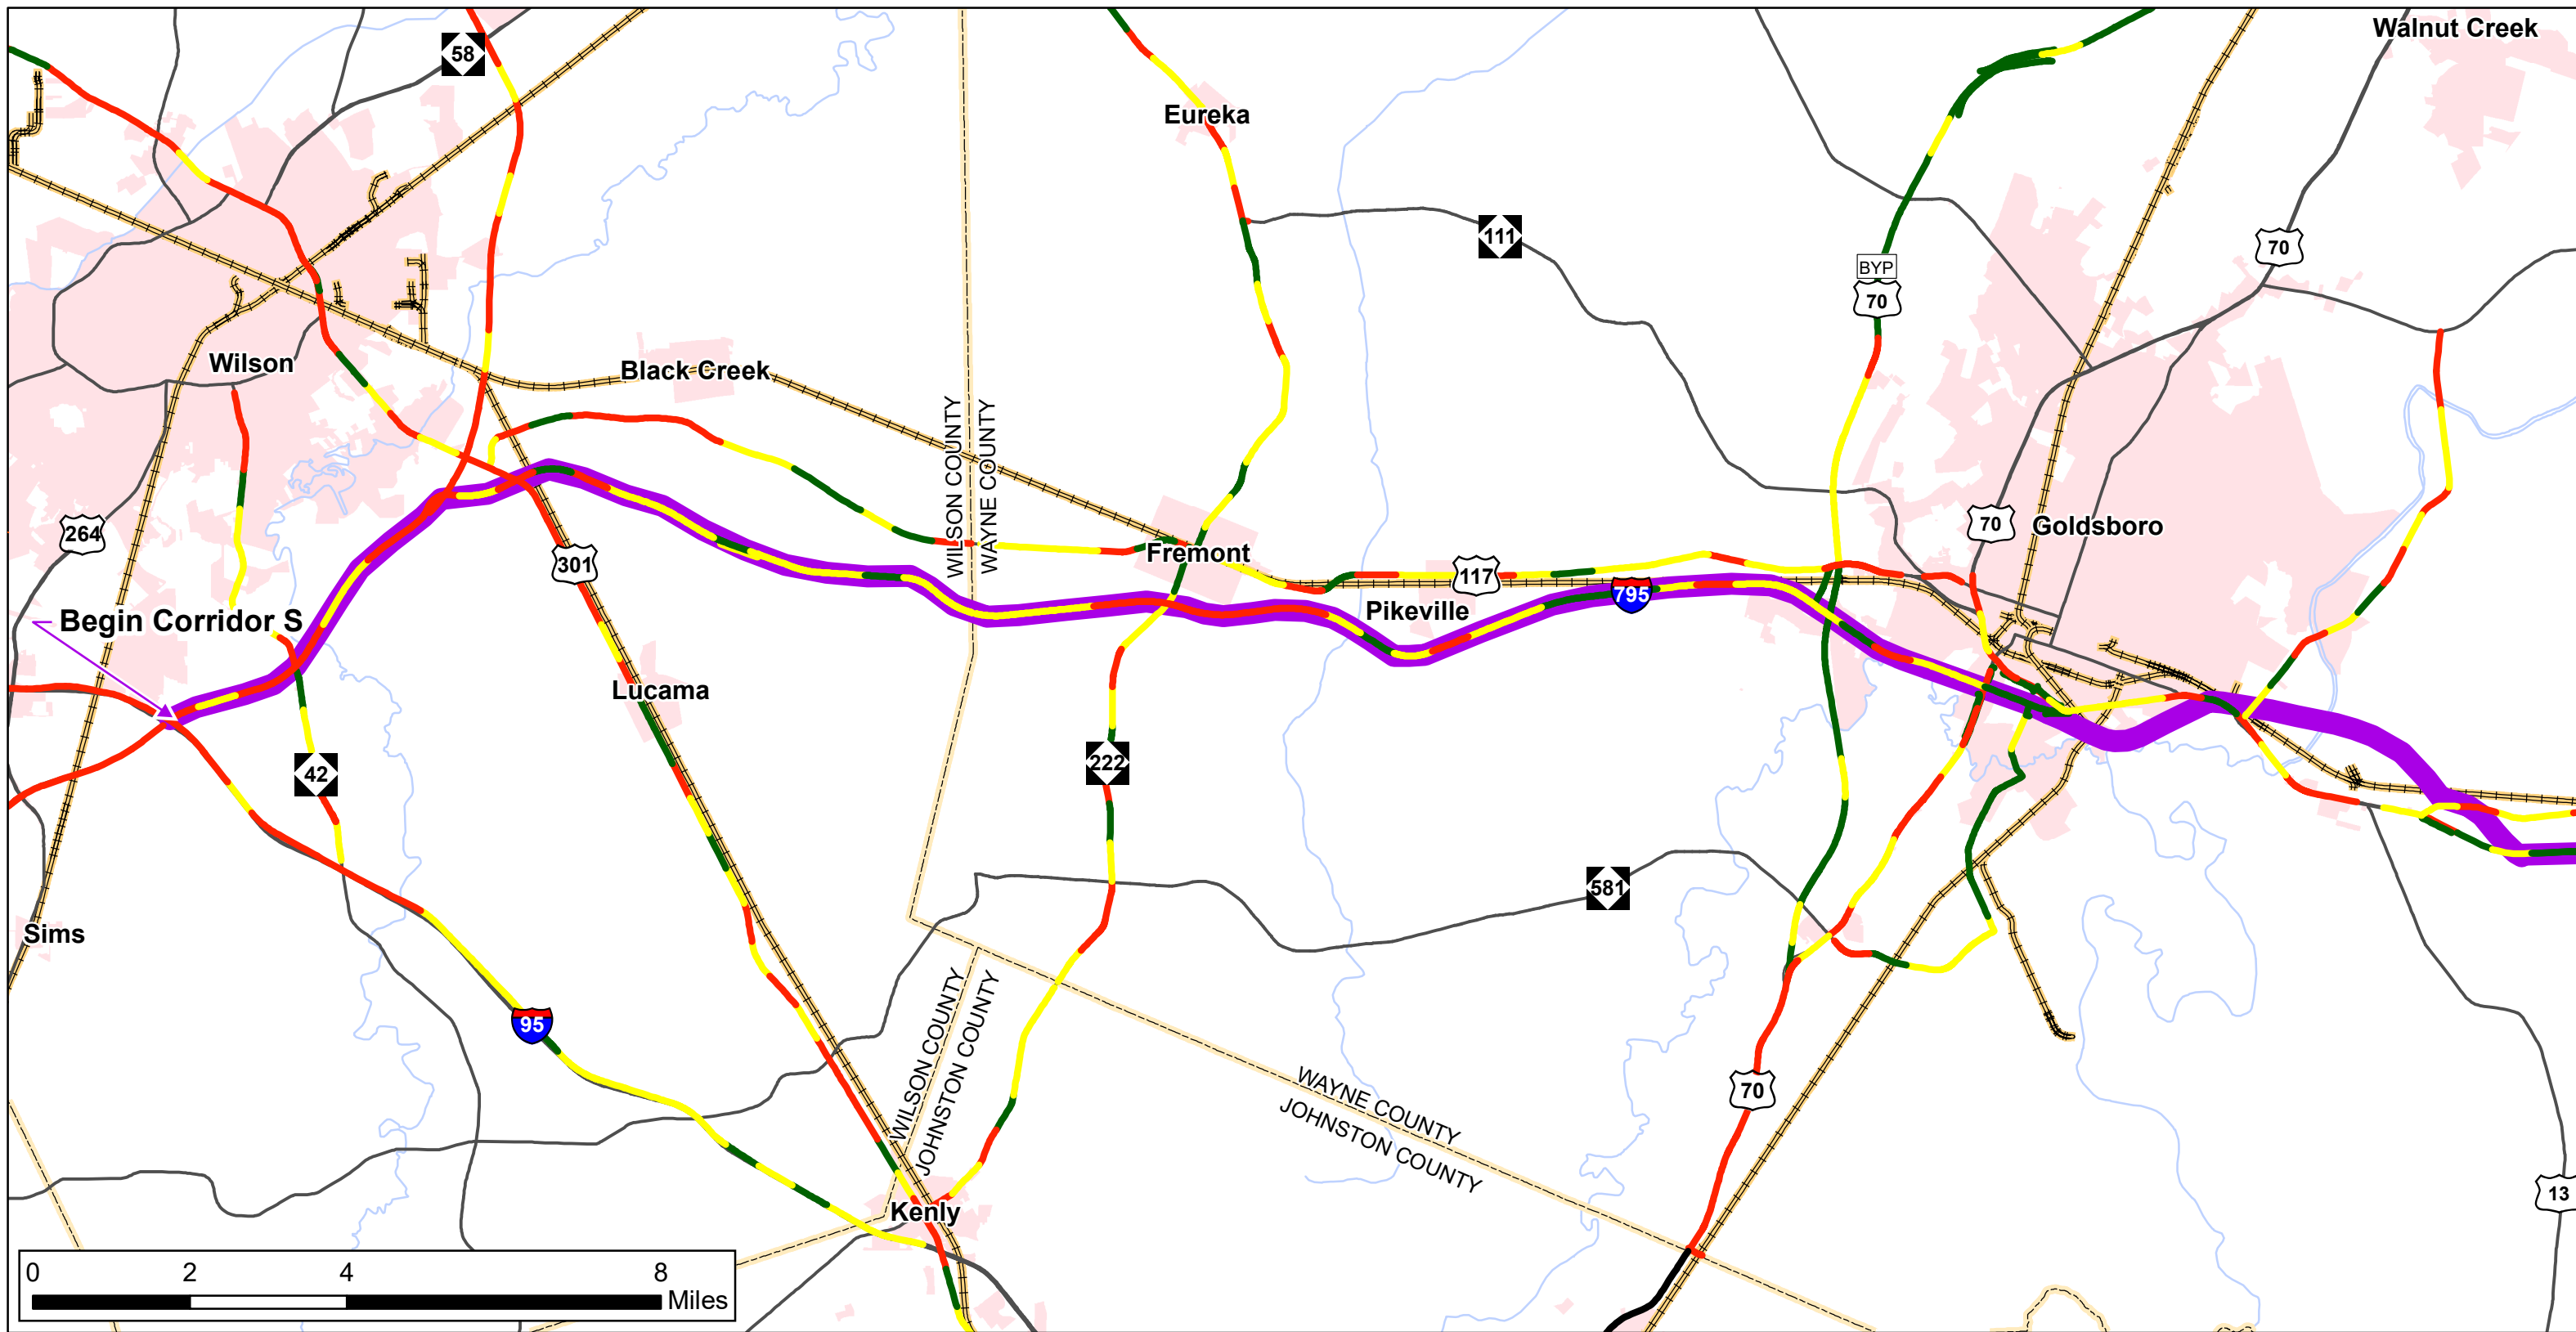 Walnut Creek
58
Eureka
111
70
BYP
70
Wilson
Black Creek
WILSON COUNTY
WAYNE COUNTY
264
70
Goldsboro
Fremont
301
117
795
Pikeville
Begin Corridor S
Lucama
42
222
581
Sims
95
WILSON COUNTY
JOHNSTON COUNTY
WAYNE COUNTY
JOHNSTON COUNTY
70
13
Kenly
0 2 4 8
Miles